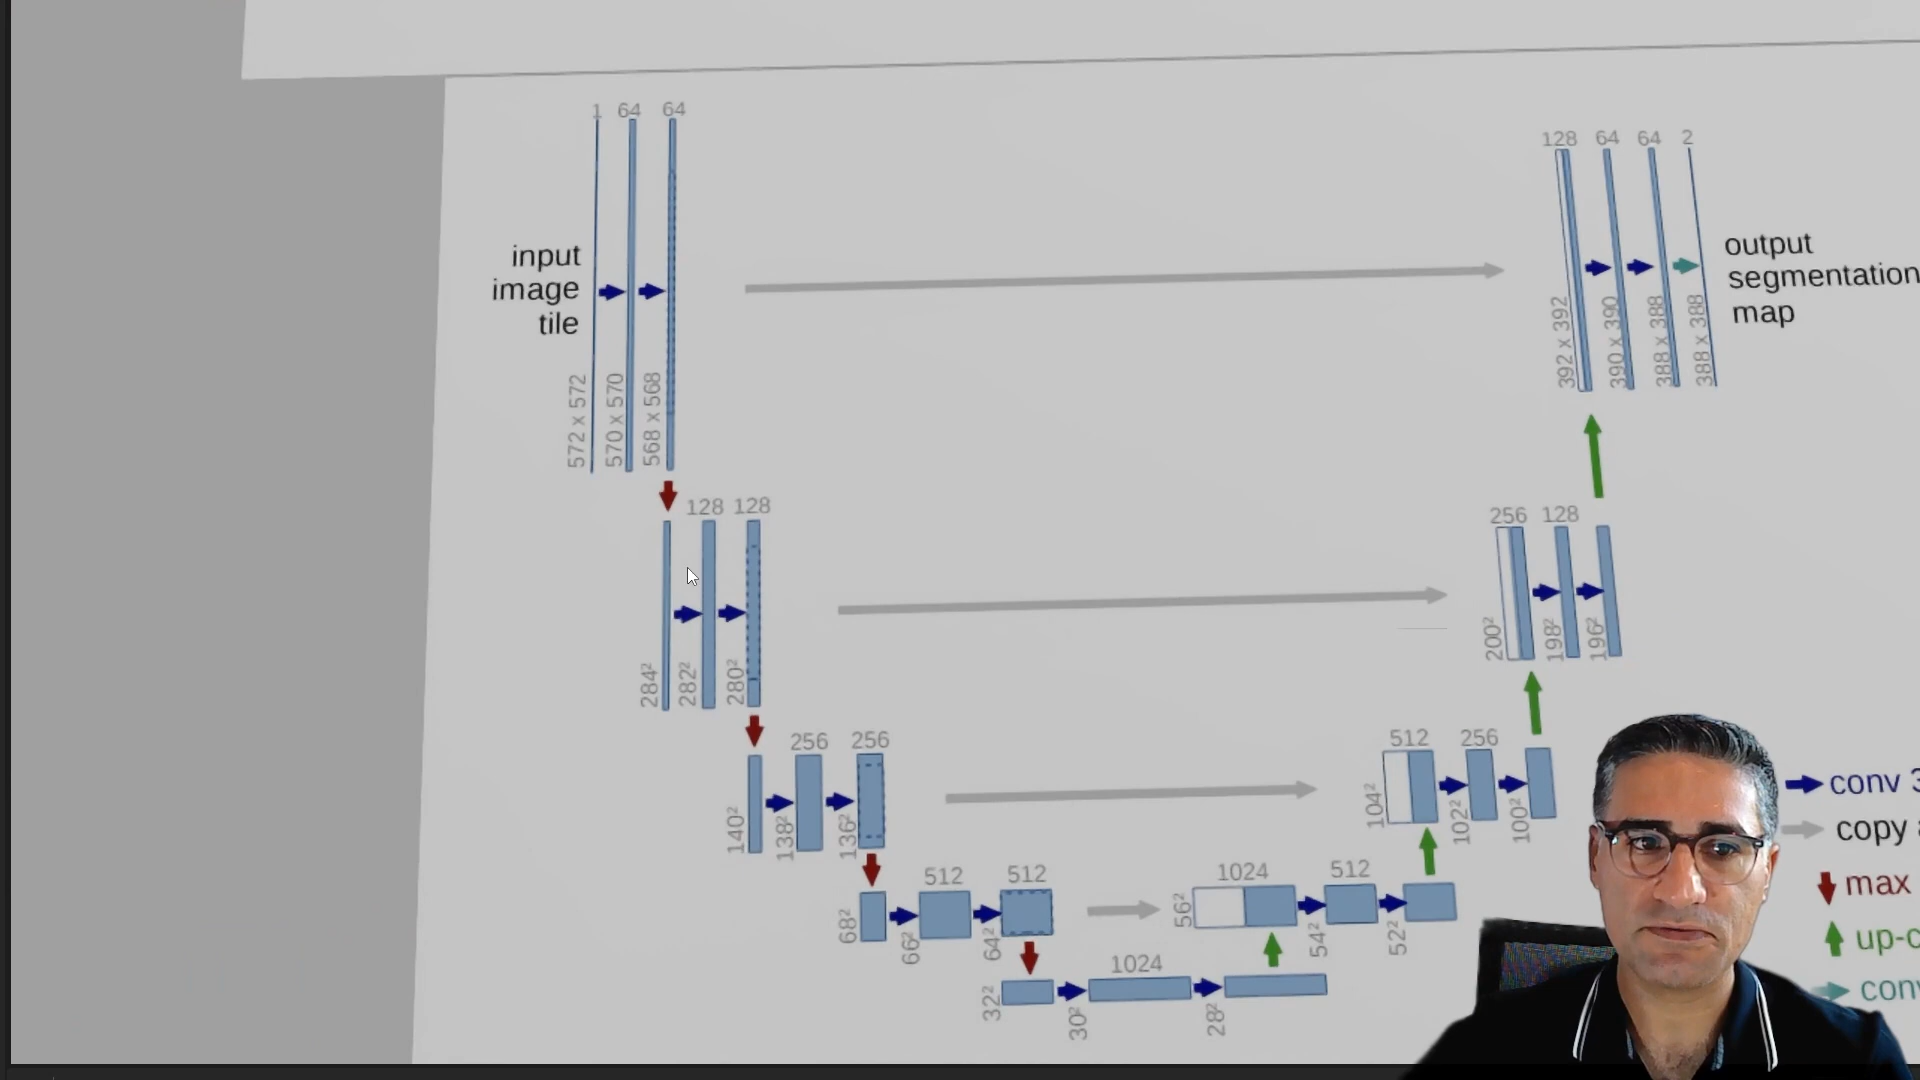 1 64 64
128 64 64 2
input
image
tile
output
segmentation
map
572 x 572
570 x 570
568 x 568
392 x 392
390 x 390
388 x 388
388 x 388
128 128
256 128
284²
282²
280²
200²
198²
196²
256 256
512 256
140²
138²
136²
104²
102²
100²
512 512
1024 512
68²
66²
64²
56²
54²
52²
1024
32²
30²
28²
conv 3
copy
max
up-c
conv